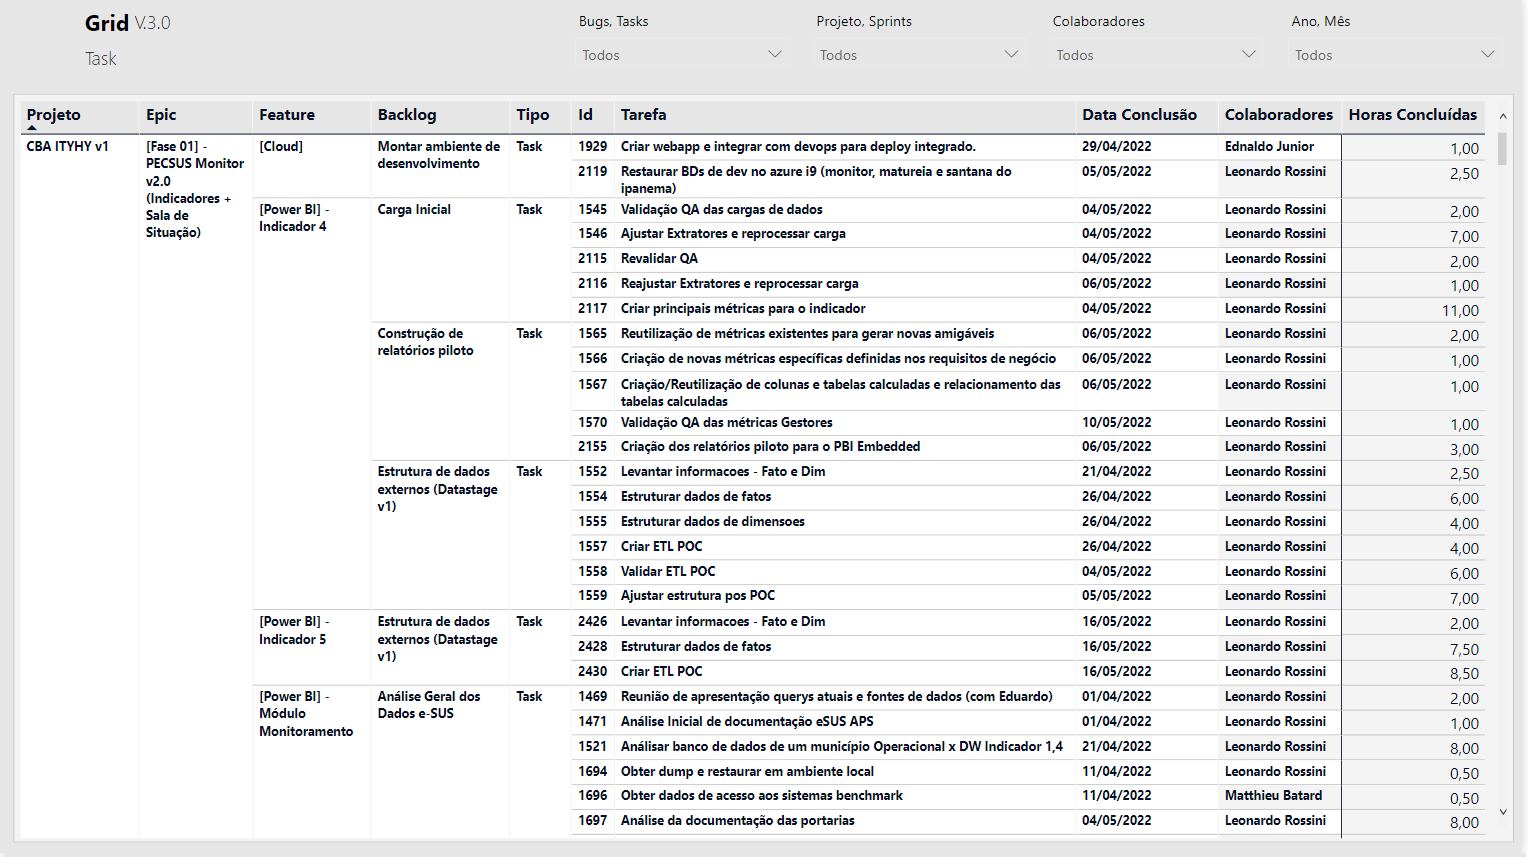 Grid V.3.0
Task
Bugs, Tasks
Todos
Projeto, Sprints
Todos
Colaboradores
Todos
Ano, Mês
Todos
Projeto Epic Feature Backlog Tipo Id Tarefa Data Conclusão Colaboradores Horas Concluídas
CBA ITYHY v1
[Fase 01] -
PECSUS Monitor
v2.0
(Indicadores +
Sala de
Situação)
[Cloud]
Montar ambiente de
desenvolvimento
Task
1929 Criar webapp e integrar com devops para deploy integrado. 29/04/2022 Ednaldo Junior 1,00
2119 Restaurar BDs de dev no azure i9 (monitor, matureia e santana do
ipanema) 05/05/2022 Leonardo Rossini 2,50
[Power BI] -
Indicador 4
Carga Inicial
Task
1545 Validação QA das cargas de dados 04/05/2022 Leonardo Rossini 2,00
1546 Ajustar Extratores e reprocessar carga 04/05/2022 Leonardo Rossini 7,00
2115 Revalidar QA 04/05/2022 Leonardo Rossini 2,00
2116 Reajustar Extratores e reprocessar carga 06/05/2022 Leonardo Rossini 1,00
2117 Criar principais métricas para o indicador 04/05/2022 Leonardo Rossini 11,00
Construção de
relatórios piloto
Task
1565 Reutilização de métricas existentes para gerar novas amigáveis 06/05/2022 Leonardo Rossini 2,00
1566 Criação de novas métricas específicas definidas nos requisitos de negócio 06/05/2022 Leonardo Rossini 1,00
1567 Criação/Reutilização de colunas e tabelas calculadas e relacionamento das
tabelas calculadas 06/05/2022 Leonardo Rossini 1,00
1570 Validação QA das métricas Gestores 10/05/2022 Leonardo Rossini 1,00
2155 Criação dos relatórios piloto para o PBI Embedded 06/05/2022 Leonardo Rossini 3,00
Estrutura de dados
externos (Datastage
v1)
Task
1552 Levantar informacoes - Fato e Dim 21/04/2022 Leonardo Rossini 2,50
1554 Estruturar dados de fatos 26/04/2022 Leonardo Rossini 6,00
1555 Estruturar dados de dimensoes 26/04/2022 Leonardo Rossini 4,00
1557 Criar ETL POC 26/04/2022 Leonardo Rossini 4,00
1558 Validar ETL POC 04/05/2022 Leonardo Rossini 6,00
1559 Ajustar estrutura pos POC 05/05/2022 Leonardo Rossini 7,00
[Power BI] -
Indicador 5
Estrutura de dados
externos (Datastage
v1)
Task
2426 Levantar informacoes - Fato e Dim 16/05/2022 Leonardo Rossini 2,00
2428 Estruturar dados de fatos 16/05/2022 Leonardo Rossini 7,50
2430 Criar ETL POC 16/05/2022 Leonardo Rossini 8,50
[Power BI] -
Módulo
Monitoramento
Análise Geral dos
Dados e-SUS
Task
1469 Reunião de apresentação querys atuais e fontes de dados (com Eduardo) 01/04/2022 Leonardo Rossini 2,00
1471 Análise Inicial de documentação eSUS APS 01/04/2022 Leonardo Rossini 1,00
1521 Análisar banco de dados de um município Operacional x DW Indicador 1,4 21/04/2022 Leonardo Rossini 8,00
1694 Obter dump e restaurar em ambiente local 11/04/2022 Leonardo Rossini 0,50
1696 Obter dados de acesso aos sistemas benchmark 11/04/2022 Matthieu Batard 0,50
1697 Análise da documentação das portarias 04/05/2022 Leonardo Rossini 8,00